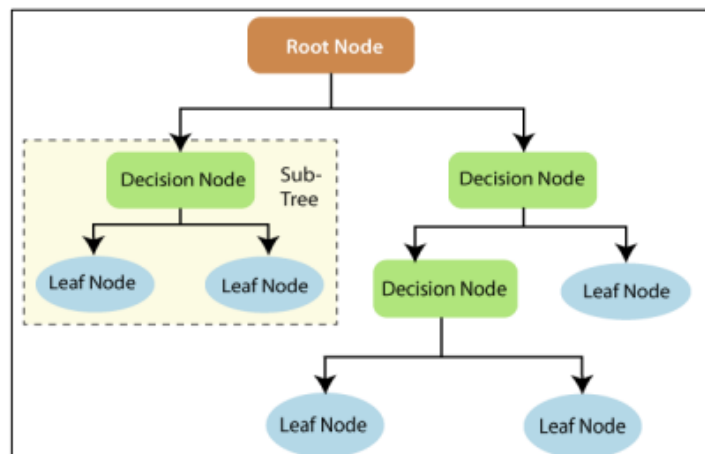 Root Node
Decision Node
Sub-
Tree
Decision Node
Leaf Node
Leaf Node
Decision Node
Leaf Node
Leaf Node
Leaf Node